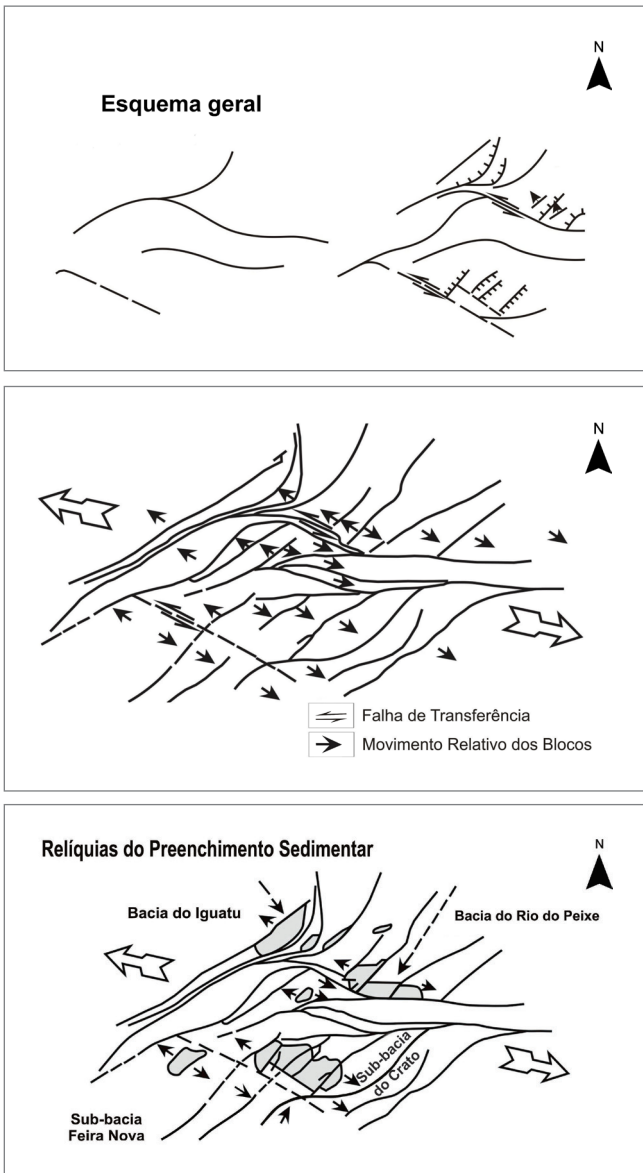 N
Esquema geral
N
Falha de Transferência
Movimento Relativo dos Blocos
Relíquias do Preenchimento Sedimentar
N
Bacia do Iguatu
Bacia do Rio do Peixe
Sub-bacia
do Crato
Sub-bacia
Feira Nova